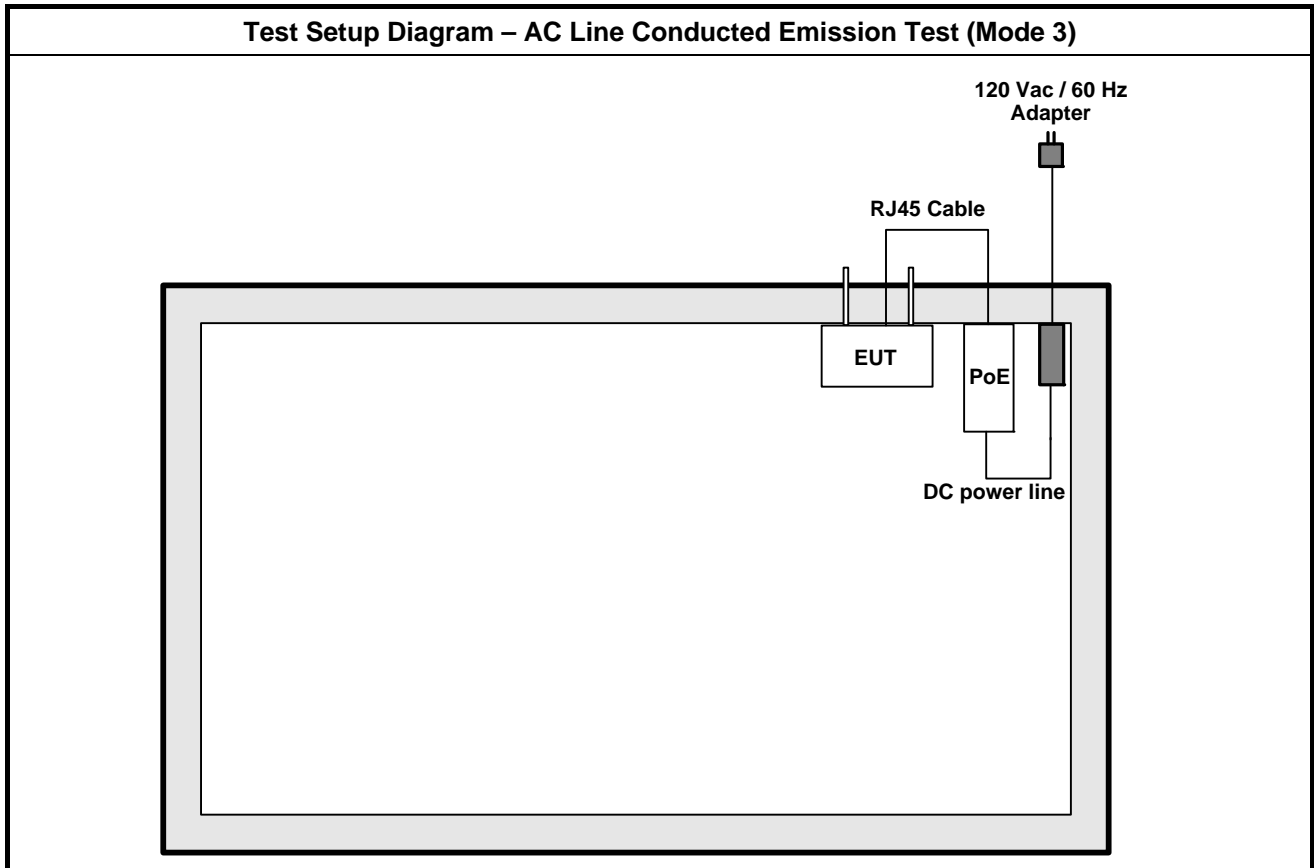 Test Setup Diagram – AC Line Conducted Emission Test (Mode 3)
120 Vac / 60 Hz
Adapter
RJ45 Cable
EUT
PoE
DC power line